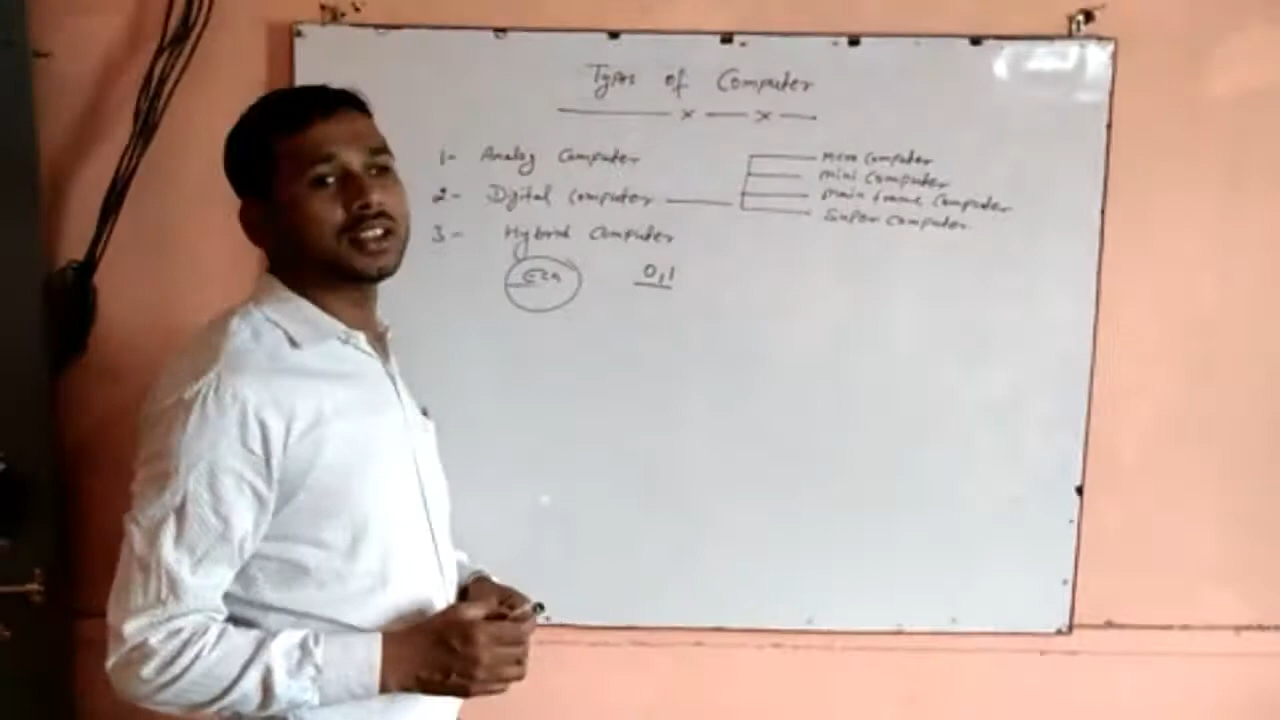 Types of Computer
1- Analog Computer
2- Digital Computer
Micro Computer
Mini Computer
Main frame Computer
Super Computer
3- Hybrid Computer
0,1